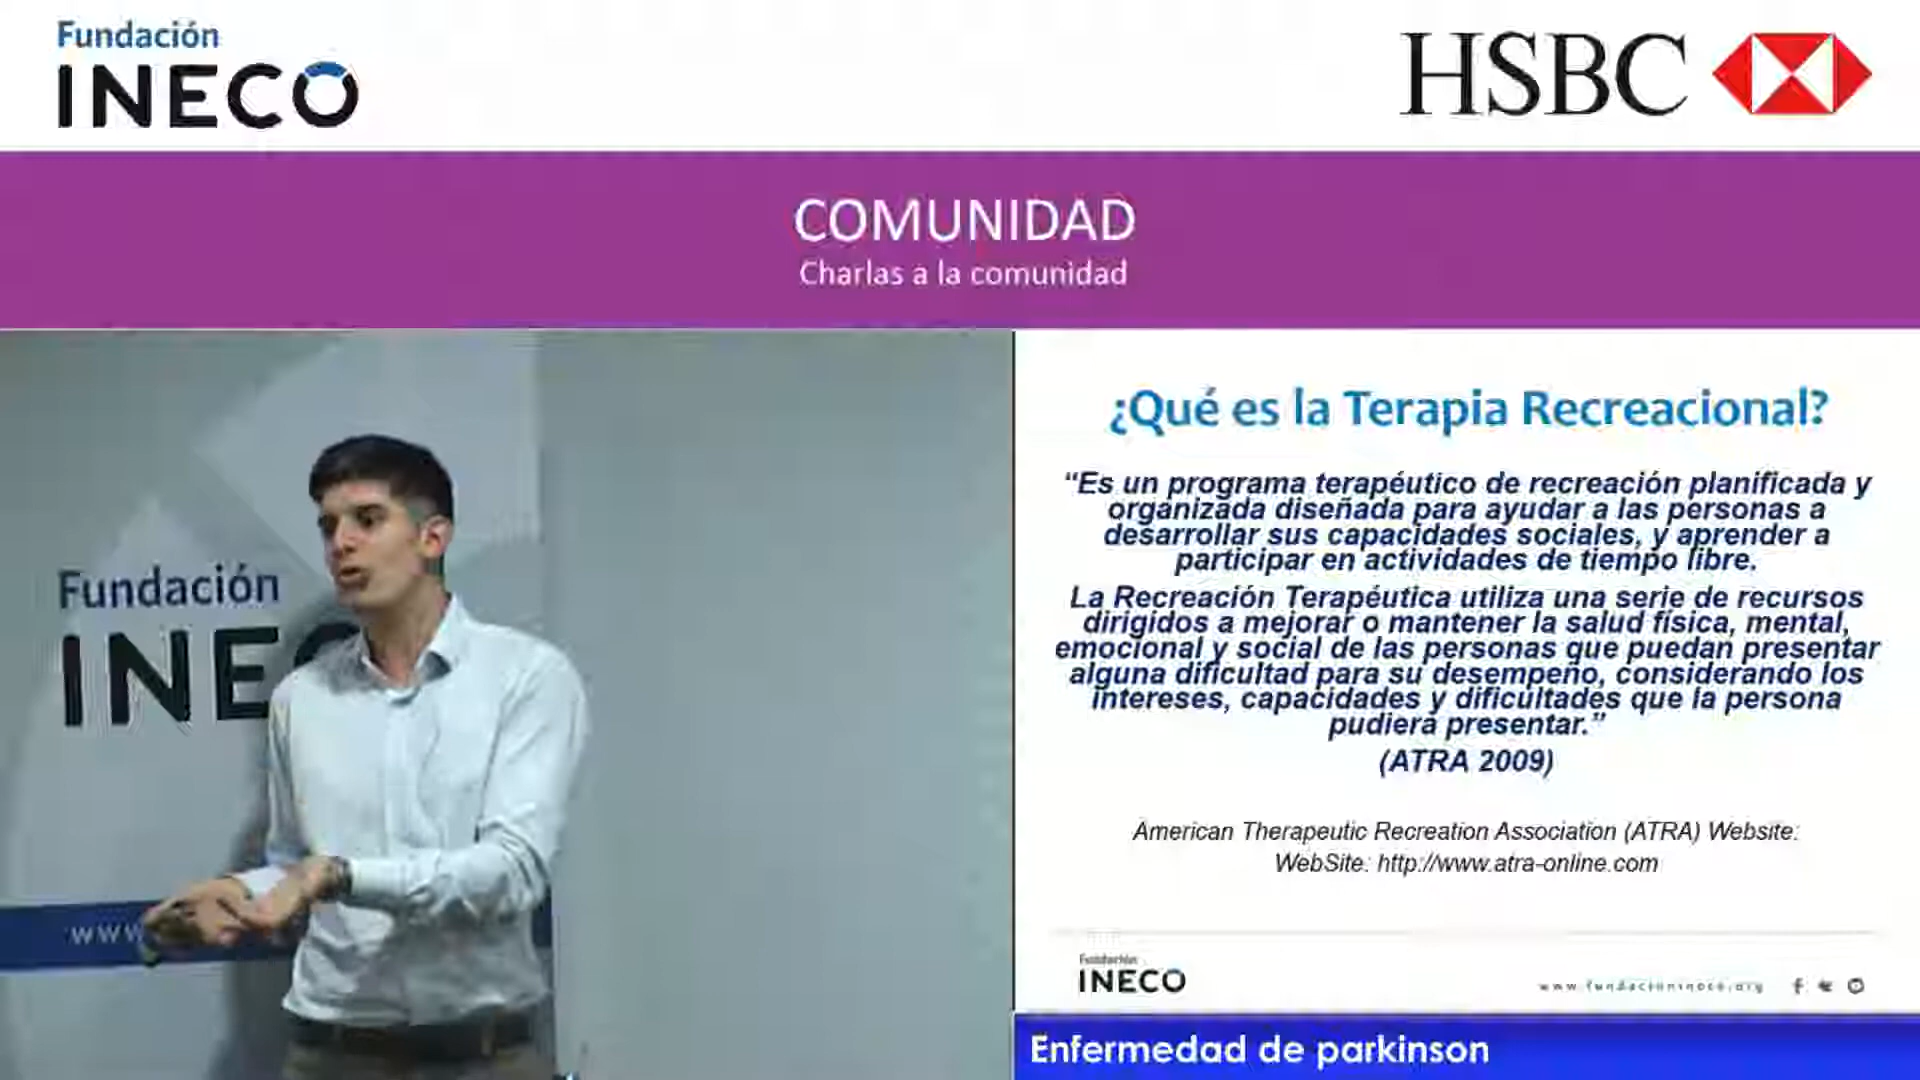 Fundación
INECO
HSBC
COMUNIDAD
Charlas a la comunidad
Fundación
INE
www
¿Qué es la Terapia Recreacional?
“Es un programa terapéutico de recreación planificada y
organizada diseñada para ayudar a las personas a
desarrollar sus capacidades sociales, y aprender a
participar en actividades de tiempo libre.
La Recreación Terapéutica utiliza una serie de recursos
dirigidos a mejorar o mantener la salud física, mental,
emocional y social de las personas que puedan presentar
alguna dificultad para su desempeño, considerando los
intereses, capacidades y dificultades que la persona
pudiera presentar.”
(ATRA 2009)
American Therapeutic Recreation Association (ATRA) Website:
WebSite: http://www.atra-online.com
Fundación
INECO
www.fundacionineco.org
Enfermedad de parkinson